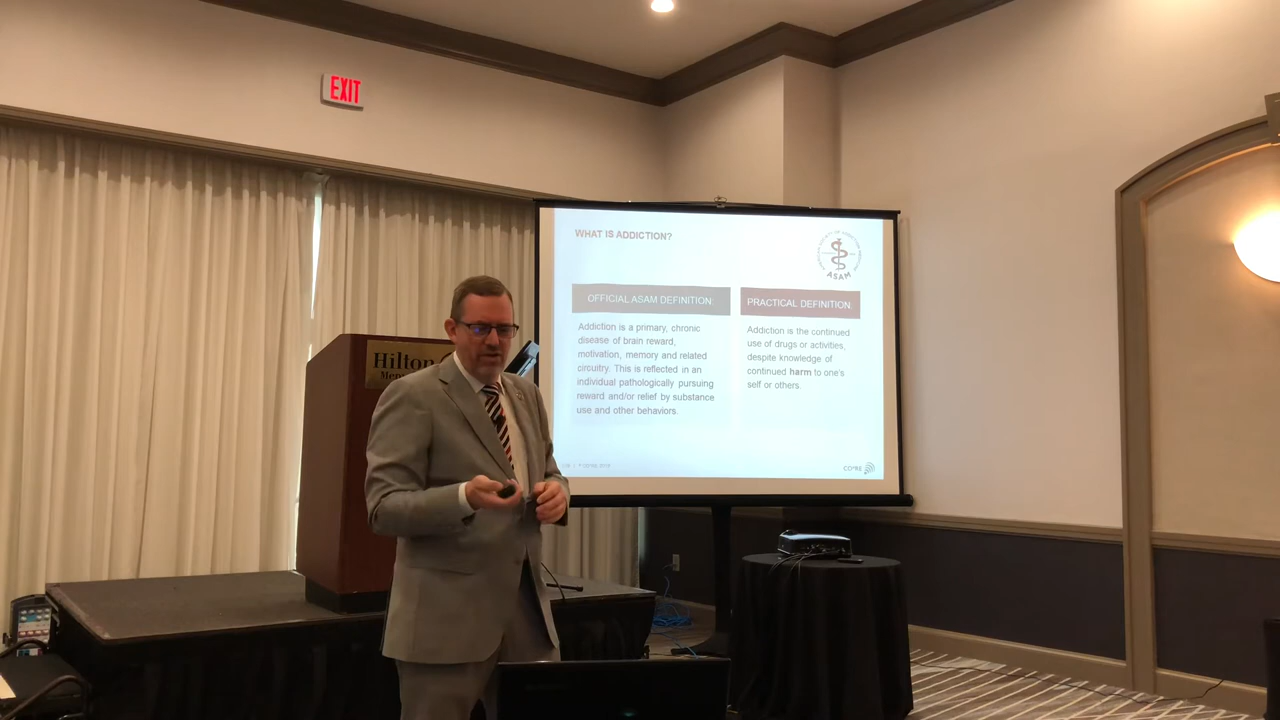 EXIT
Hilton
WHAT IS ADDICTION?
ASAM
OFFICIAL ASAM DEFINITION:
Addiction is a primary, chronic
disease of brain reward,
motivation, memory and related
circuitry. This is reflected in an
individual pathologically pursuing
reward and/or relief by substance
use and other behaviors.
PRACTICAL DEFINITION:
Addiction is the continued
use of drugs or activities,
despite knowledge of
continued harm to one's
self or others.